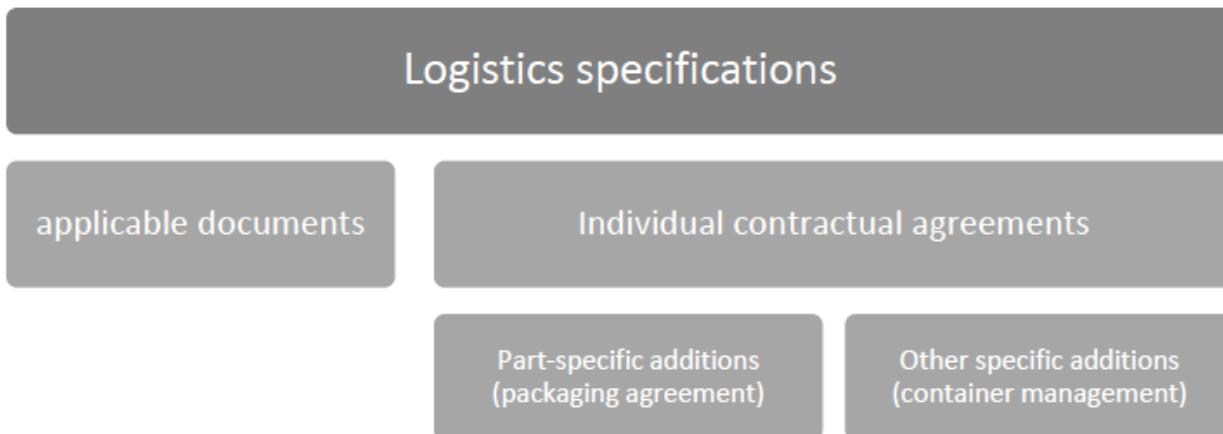 Logistics specifications
applicable documents
Individual contractual agreements
Part-specific additions
(packaging agreement)
Other specific additions
(container management)